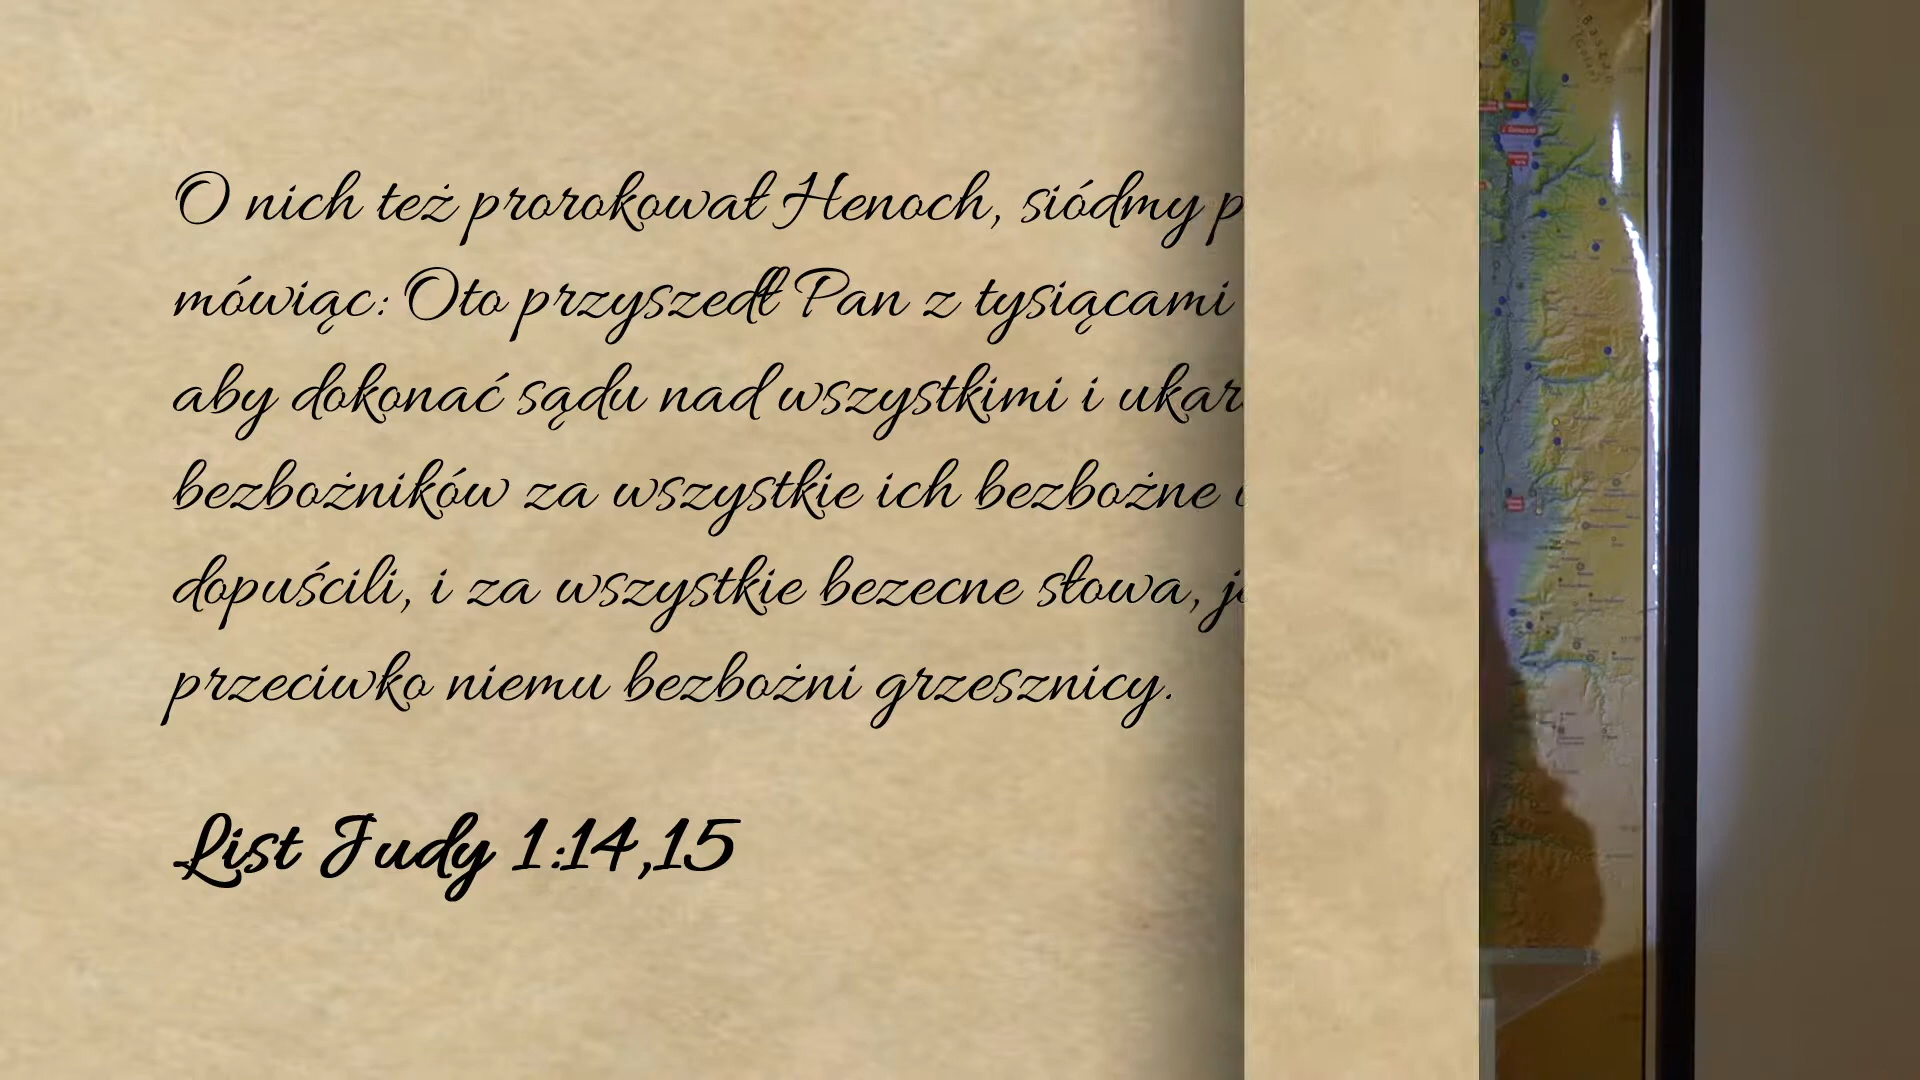 O nich też prorokował Henoch, siódmy
mówiąc: Oto przyszedł Pan z tysiącami
aby dokonać sądu nad wszystkimi i
bezbożników za wszystkie ich bezbożne
dopuścili, i za wszystkie bezecne słowa,
przeciwko niemu bezbożni grzesznicy.
List Judy 1:14,15